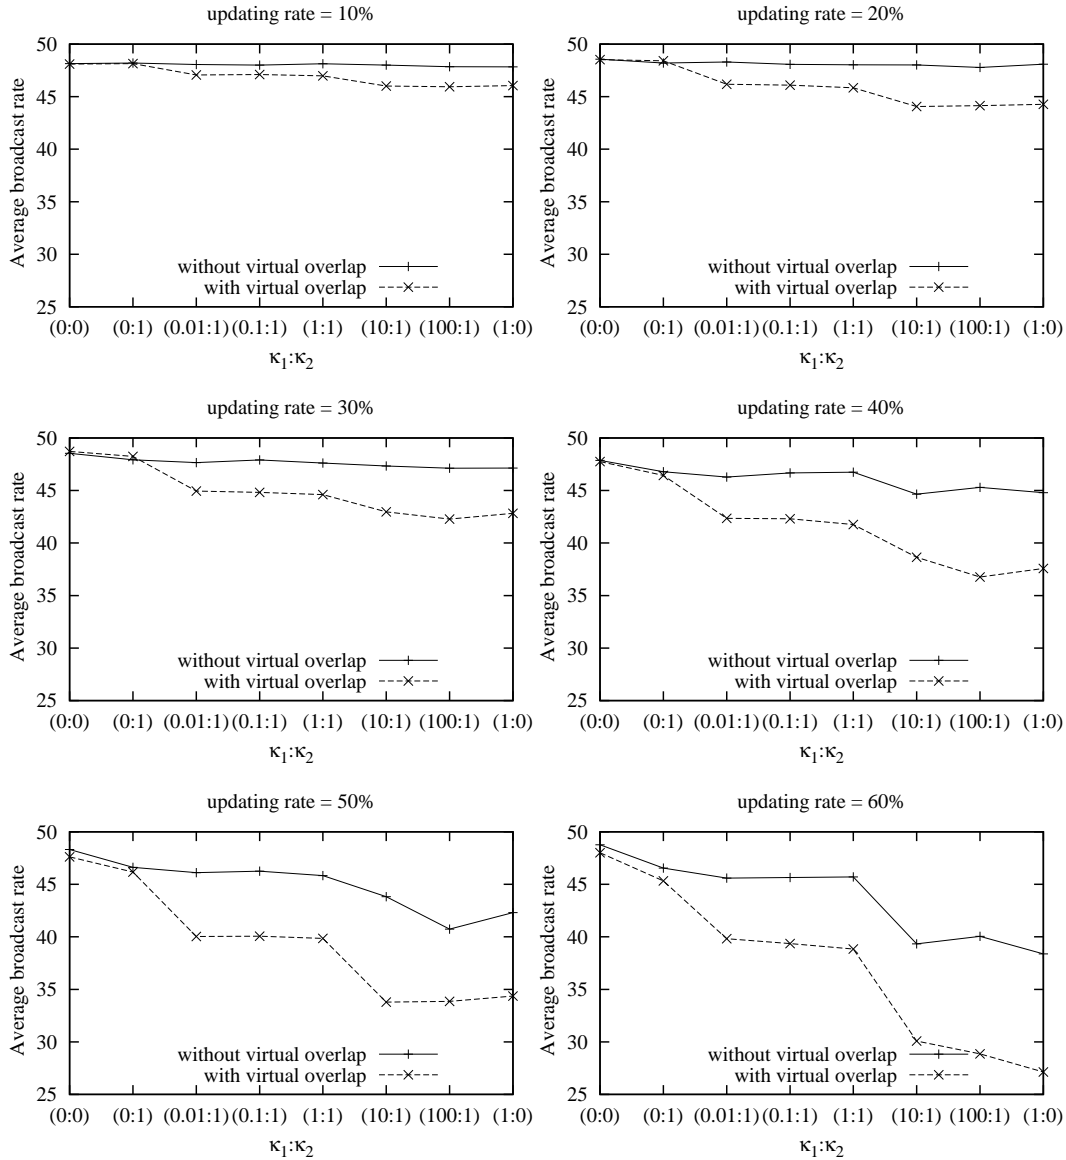 updating rate = 10%
Average broadcast rate
50
45
40
35
30
25
without virtual overlap
with virtual overlap
(0:0) (0:1) (0.01:1) (0.1:1) (1:1) (10:1) (100:1) (1:0)
κ1:κ2
updating rate = 20%
Average broadcast rate
50
45
40
35
30
25
without virtual overlap
with virtual overlap
(0:0) (0:1) (0.01:1) (0.1:1) (1:1) (10:1) (100:1) (1:0)
κ1:κ2
updating rate = 30%
Average broadcast rate
50
45
40
35
30
25
without virtual overlap
with virtual overlap
(0:0) (0:1) (0.01:1) (0.1:1) (1:1) (10:1) (100:1) (1:0)
κ1:κ2
updating rate = 40%
Average broadcast rate
50
45
40
35
30
25
without virtual overlap
with virtual overlap
(0:0) (0:1) (0.01:1) (0.1:1) (1:1) (10:1) (100:1) (1:0)
κ1:κ2
updating rate = 50%
Average broadcast rate
50
45
40
35
30
25
without virtual overlap
with virtual overlap
(0:0) (0:1) (0.01:1) (0.1:1) (1:1) (10:1) (100:1) (1:0)
κ1:κ2
updating rate = 60%
Average broadcast rate
50
45
40
35
30
25
without virtual overlap
with virtual overlap
(0:0) (0:1) (0.01:1) (0.1:1) (1:1) (10:1) (100:1) (1:0)
κ1:κ2